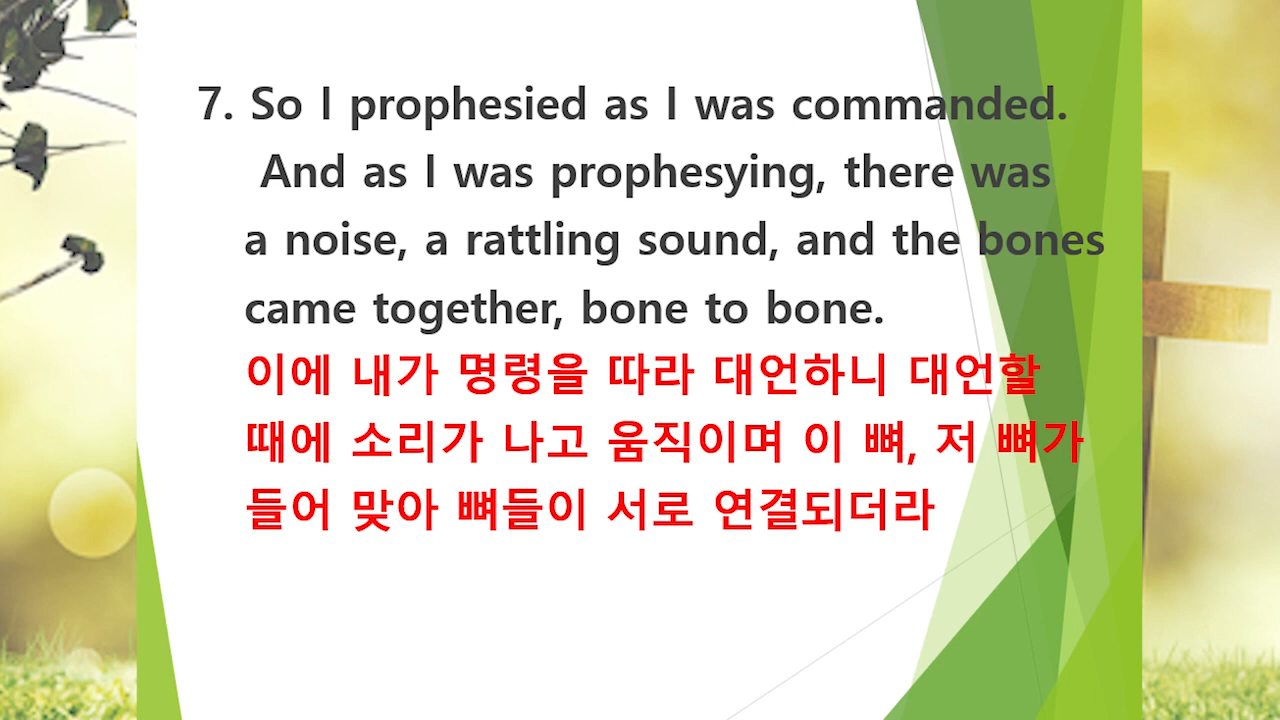 7. So I prophesied as I was commanded.
And as I was prophesying, there was
a noise, a rattling sound, and the bones
came together, bone to bone.
이에 내가 명령을 따라 대언하니 대언할
때에 소리가 나고 움직이며 이 뼈, 저 뼈가
들어 맞아 뼈들이 서로 연결되더라